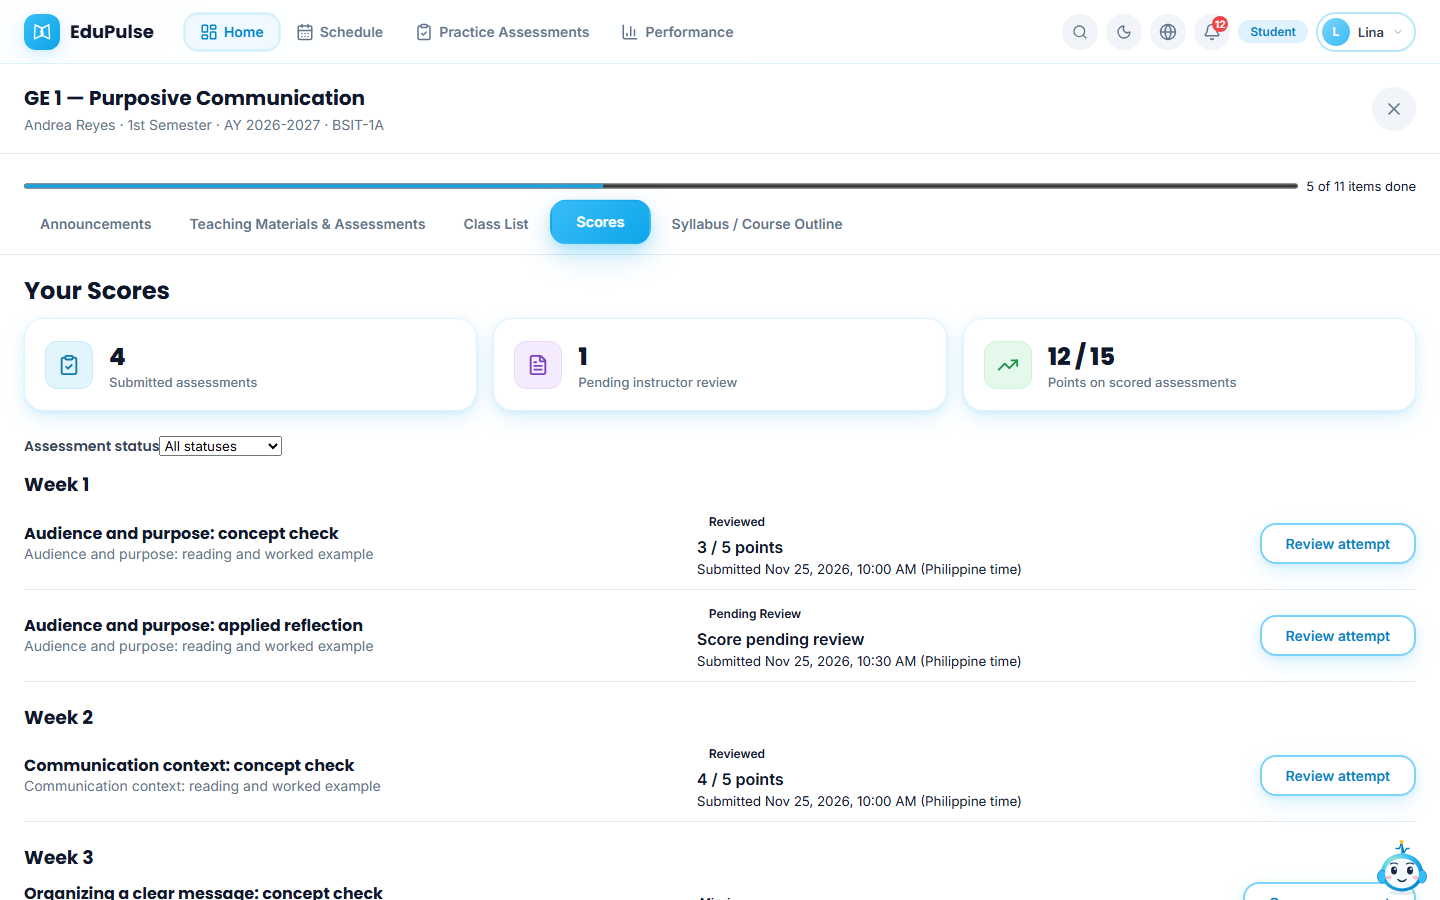 EduPulse
Home
Schedule
Practice Assessments
Performance
12
Student
L
Lina
GE 1 — Purposive Communication
Andrea Reyes · 1st Semester · AY 2026-2027 · BSIT-1A
5 of 11 items done
Announcements
Teaching Materials & Assessments
Class List
Scores
Syllabus / Course Outline
Your Scores
4
Submitted assessments
1
Pending instructor review
12 / 15
Points on scored assessments
Assessment status All statuses
Week 1
Audience and purpose: concept check
Audience and purpose: reading and worked example
Reviewed
3 / 5 points
Submitted Nov 25, 2026, 10:00 AM (Philippine time)
Review attempt
Audience and purpose: applied reflection
Audience and purpose: reading and worked example
Pending Review
Score pending review
Submitted Nov 25, 2026, 10:30 AM (Philippine time)
Review attempt
Week 2
Communication context: concept check
Communication context: reading and worked example
Reviewed
4 / 5 points
Submitted Nov 25, 2026, 10:00 AM (Philippine time)
Review attempt
Week 3
Organizing a clear message: concept check